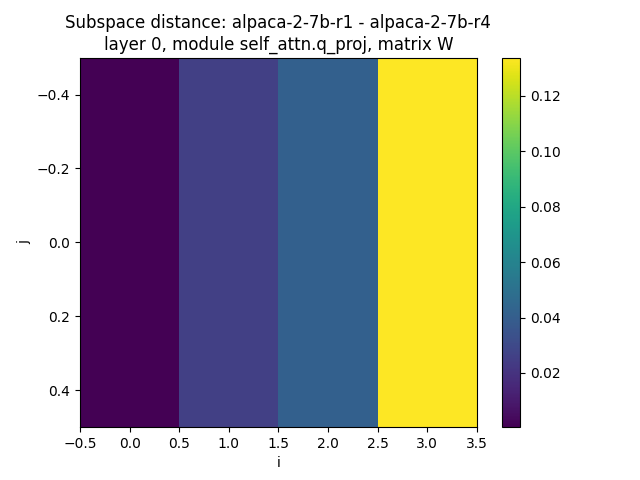 Subspace distance: alpaca-2-7b-r1 - alpaca-2-7b-r4
layer 0, module self_attn.q_proj, matrix W
−0.4
−0.2
0.0
0.2
0.4
j
−0.5 0.0 0.5 1.0 1.5 2.0 2.5 3.0 3.5
i
0.12
0.10
0.08
0.06
0.04
0.02